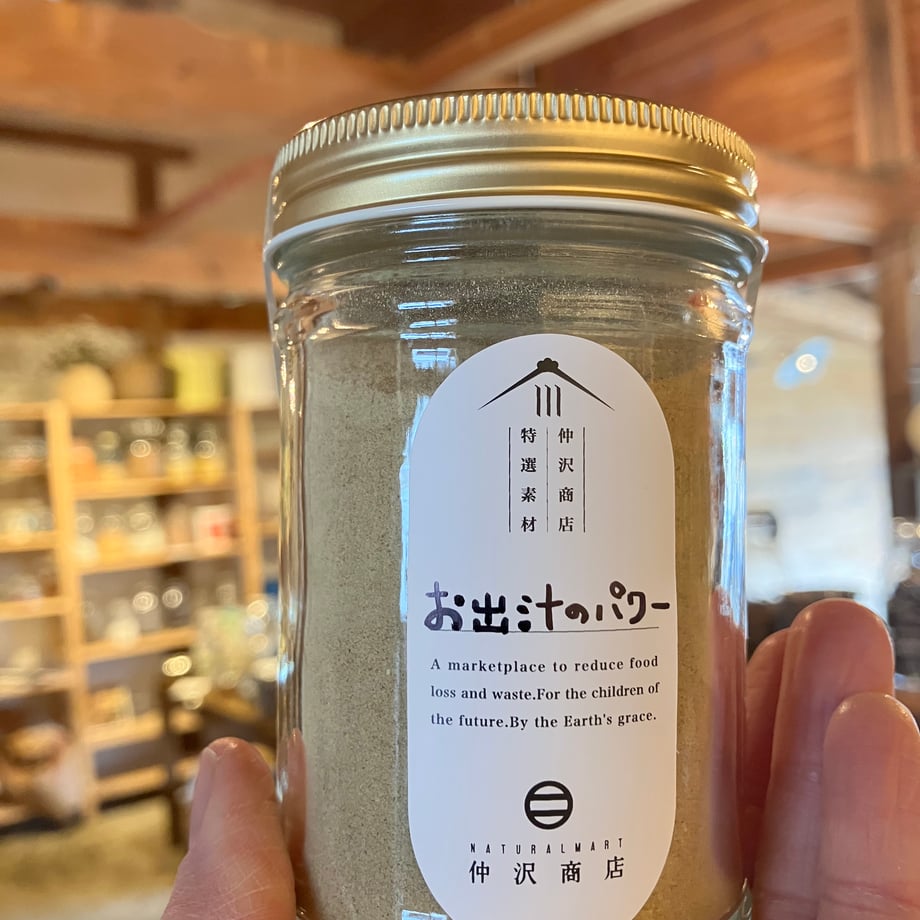 仲沢商店
特選素材
お出汁のパワー
A marketplace to reduce food
loss and waste.For the children of
the future.By the Earth's grace.
NATURALMART
仲沢商店